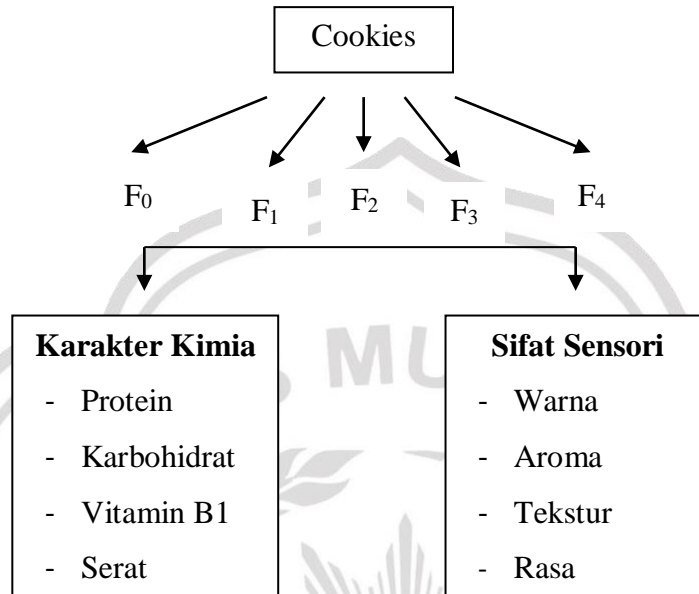 Cookies
F₀
F₁
F₂
F₃
F₄
Karakter Kimia
- Protein
- Karbohidrat
- Vitamin B1
- Serat
Sifat Sensori
- Warna
- Aroma
- Tekstur
- Rasa